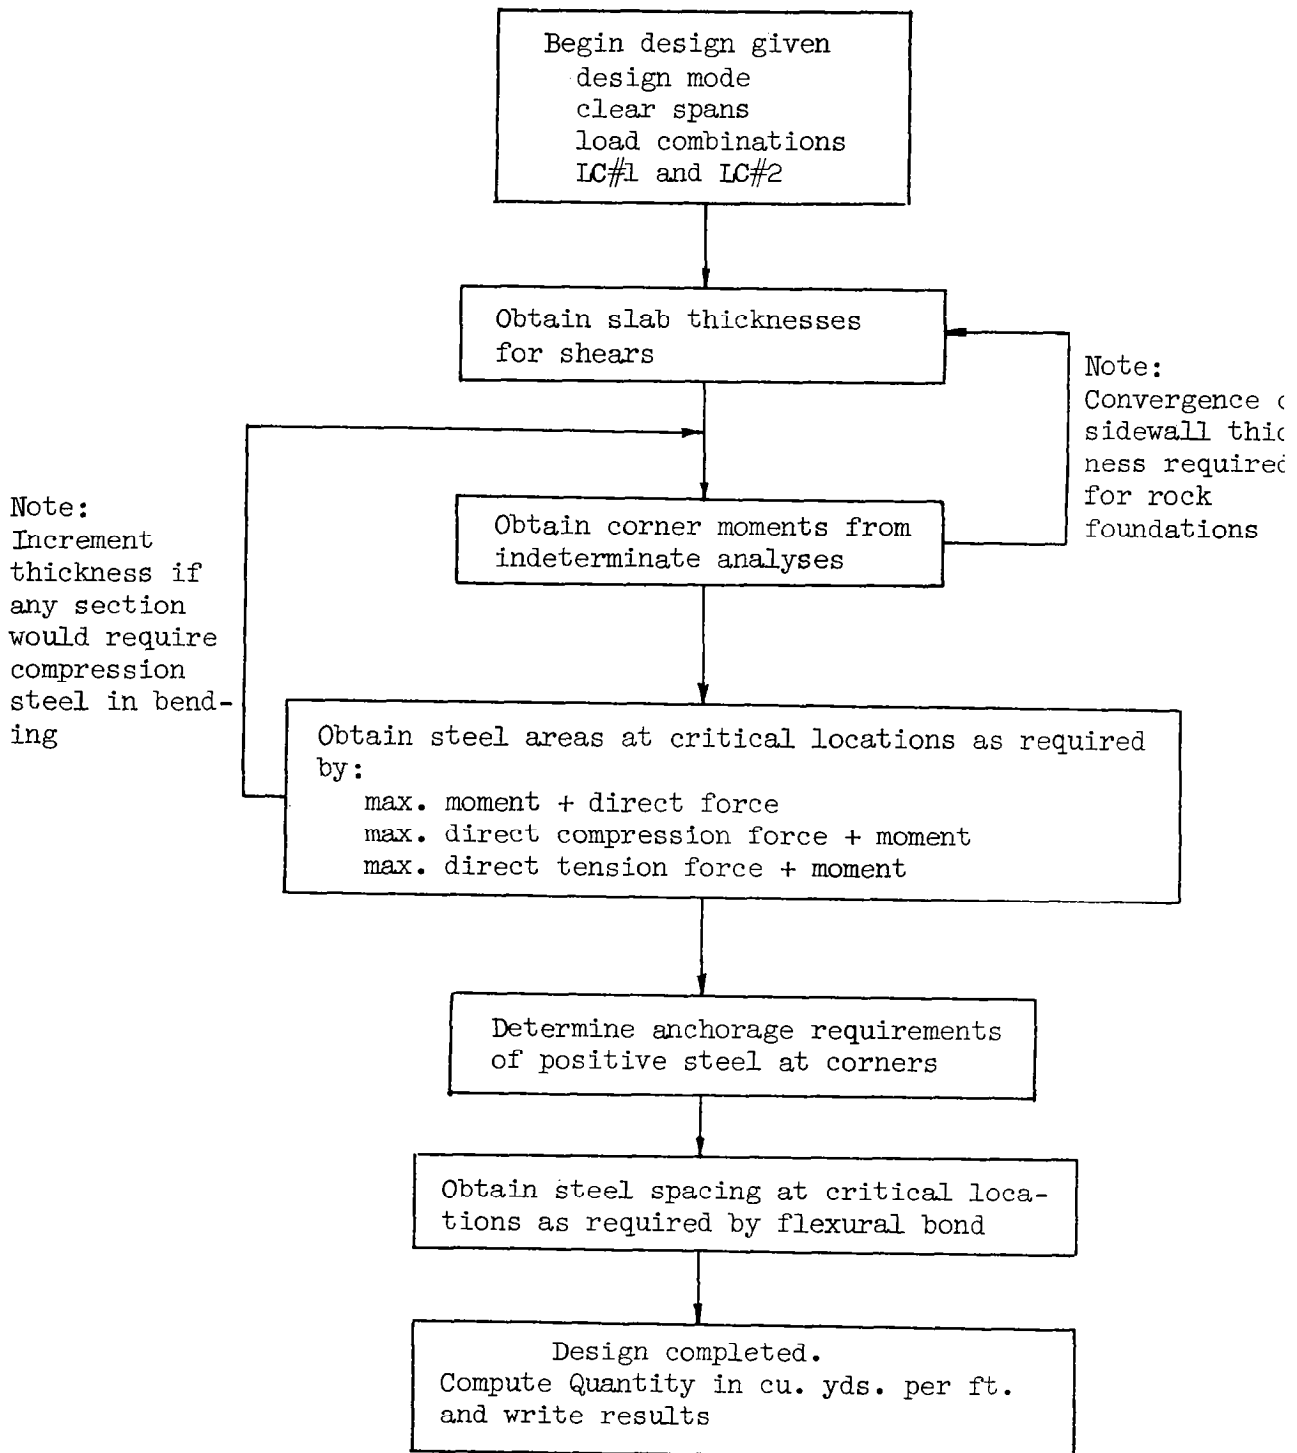 Begin design given
design mode
clear spans
load combinations
LC#1 and LC#2
Obtain slab thicknesses
for shears
Note:
Convergence
sidewall
ness
for rock
foundations
Obtain corner moments from
indeterminate analyses
Note:
Increment
thickness if
any section
would require
compression
steel in bend-
ing
Obtain steel areas at critical locations as required
by:
max. moment + direct force
max. direct compression force + moment
max. direct tension force + moment
Determine anchorage requirements
of positive steel at corners
Obtain steel spacing at critical loca-
tions as required by flexural bond
Design completed.
Compute Quantity in cu. yds. per ft.
and write results